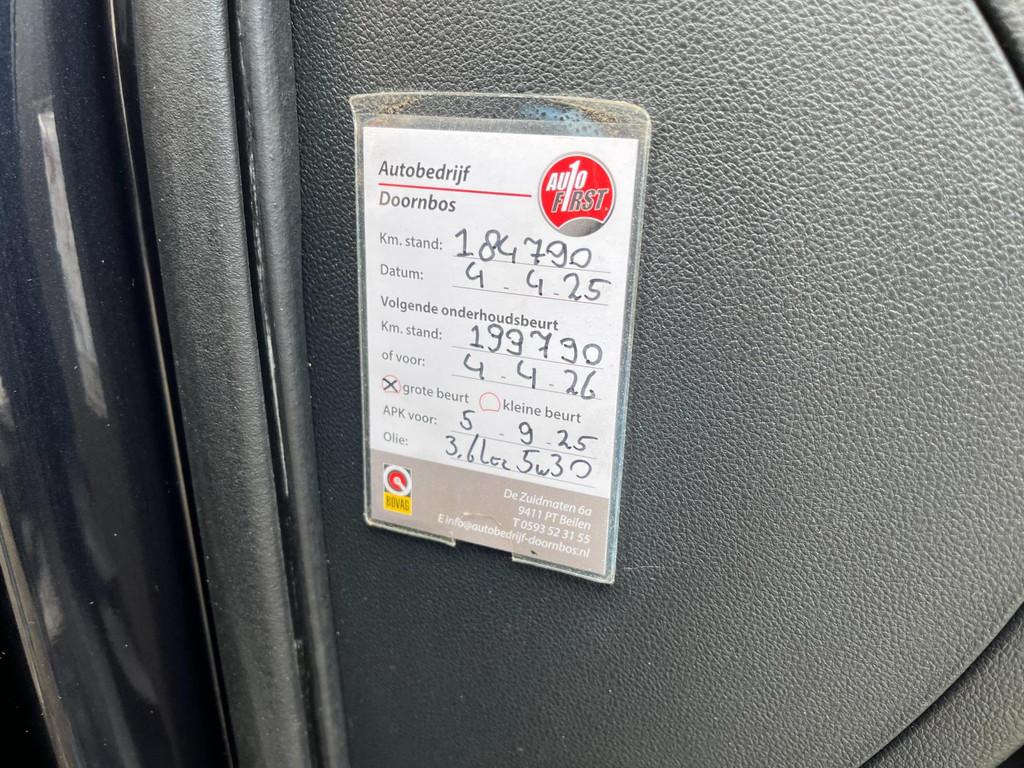 Autobedrijf
Doornbos
AUTO
F1RST
Km. stand: 184790
Datum: 4 - 4 - 25
Volgende onderhoudsbeurt
Km. stand: 199790
of voor: 4 - 4 - 26
grote beurt kleine beurt
APK voor: 5 - 9 - 25
Olie: 3,6Ltr 5w30
BOVAG
De Zuidmaten 6a
9411 PT Beilen
T 0593 52 31 55
E info@autobedrijf-doornbos.nl